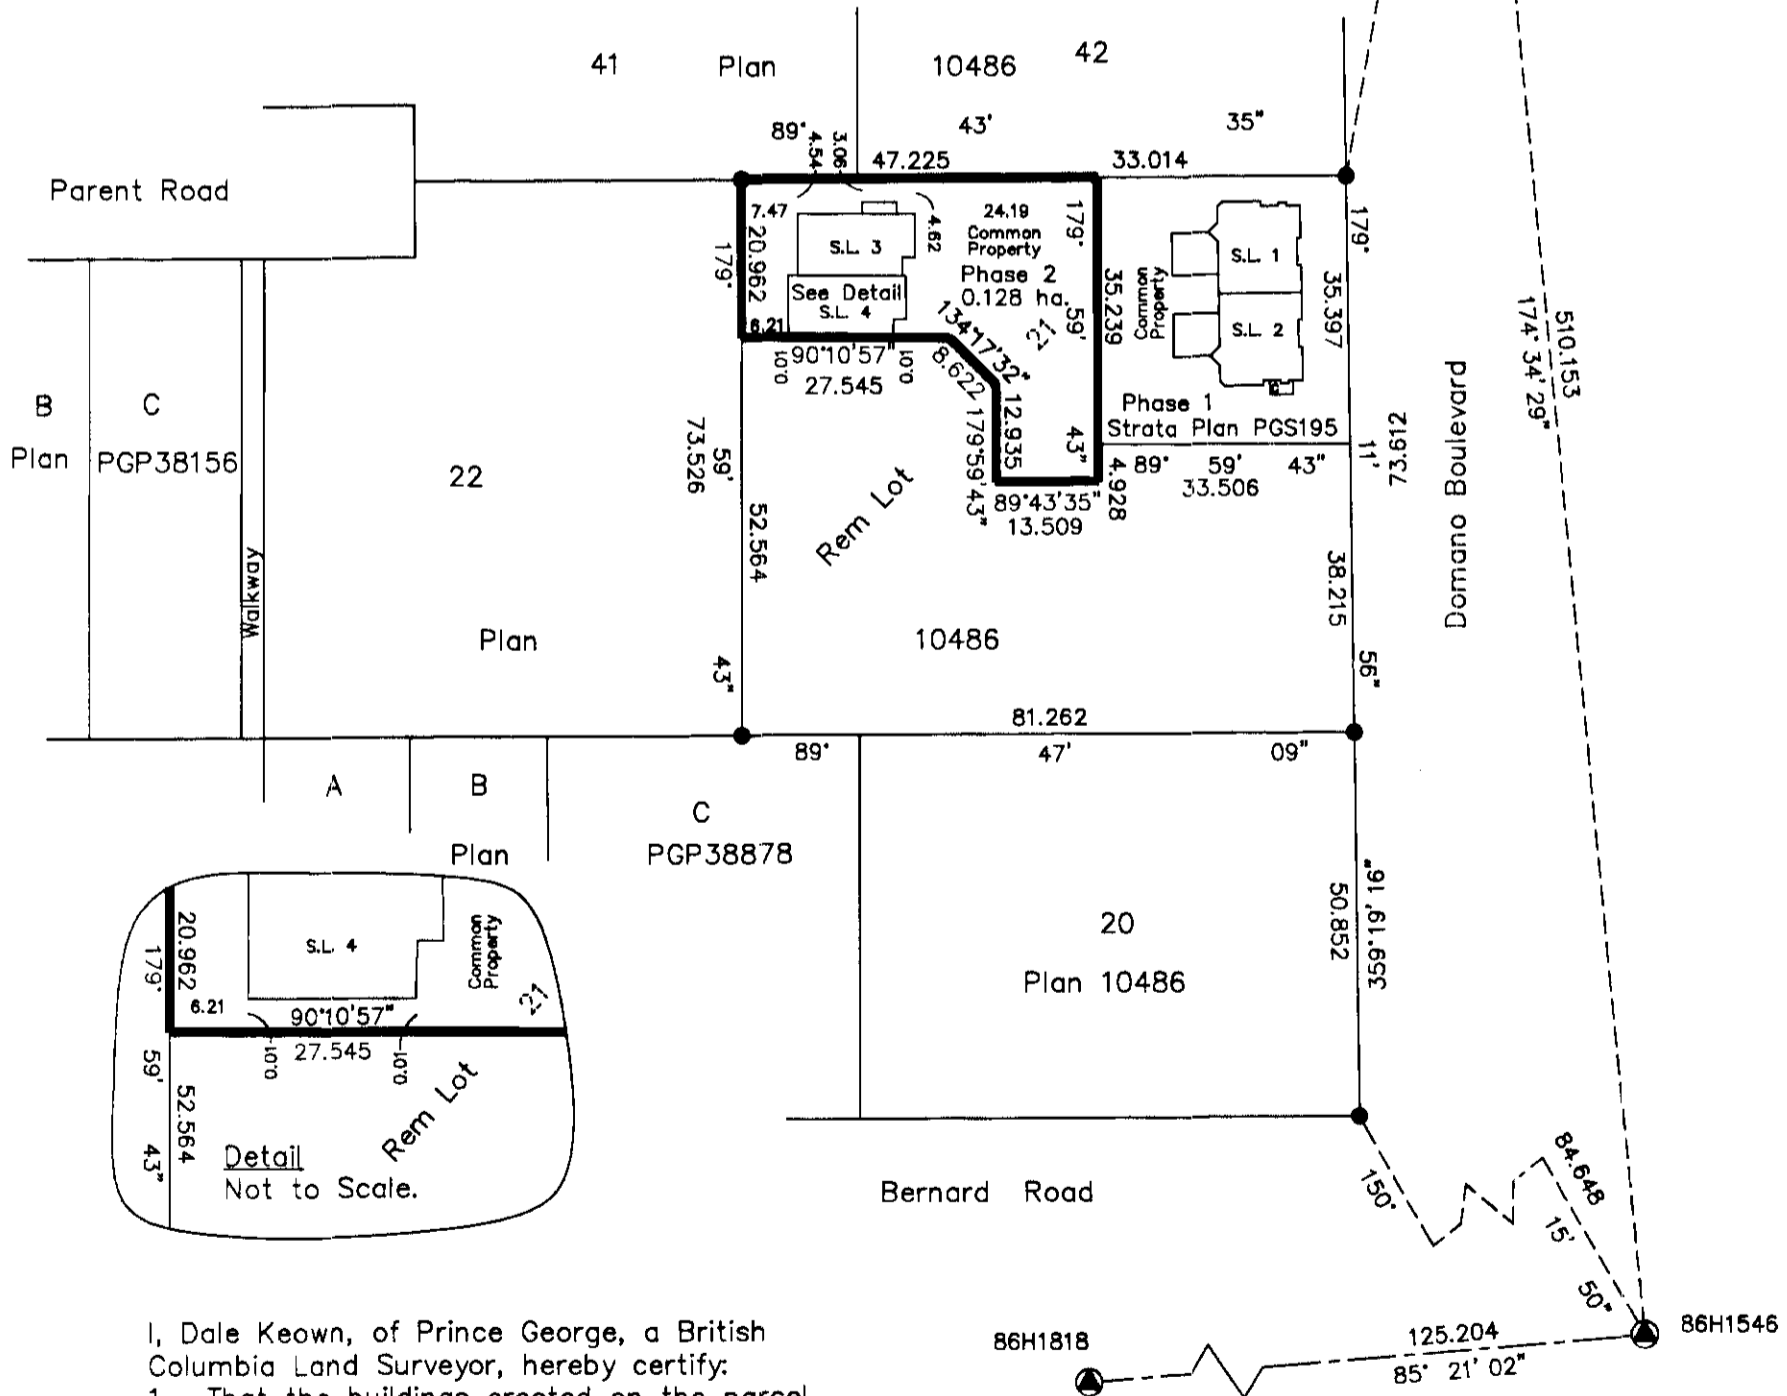 41 Plan 10486 42
89° 43' 35"
4.54
3.06
47.225 33.014
Parent Road
7.47
20.962
179°
S.L. 3
4.62
24.19
Common
Property
Phase 2
0.128 ha.
See Detail
S.L. 4
6.21
90°10'57"
27.545
0.01
0.01
134°17'32"
8.622
21
179°
59'
43"
35.239
12.935
179°59'43"
89°43'35"
13.509
4.928
Common
Property
S.L. 1
S.L. 2
C
Phase 1
Strata Plan PGS195
89° 59' 43"
33.506
179°
35.397
11'
73.612
38.215
56"
Domano Boulevard
510.153
174° 34' 29"
B
Plan
C
PGP38156
Walkway
22
Plan
73.526
59'
52.564
43"
Rem Lot
10486
81.262
89° 47' 09"
A
B
Plan
C
PGP38878
20
Plan 10486
50.852
359°19'16"
20.962
179°
S.L. 4
Common
Property
6.21
90°10'57"
21
27.545
0.01
0.01
59'
52.564
43"
Rem Lot
Detail
Not to Scale.
Bernard Road
150°
84.648
15'
50"
86H1818
125.204
85° 21' 02"
86H1546
I, Dale Keown, of Prince George, a British
Columbia Land Surveyor, hereby certify:
1. That the buildings erected on the parcel